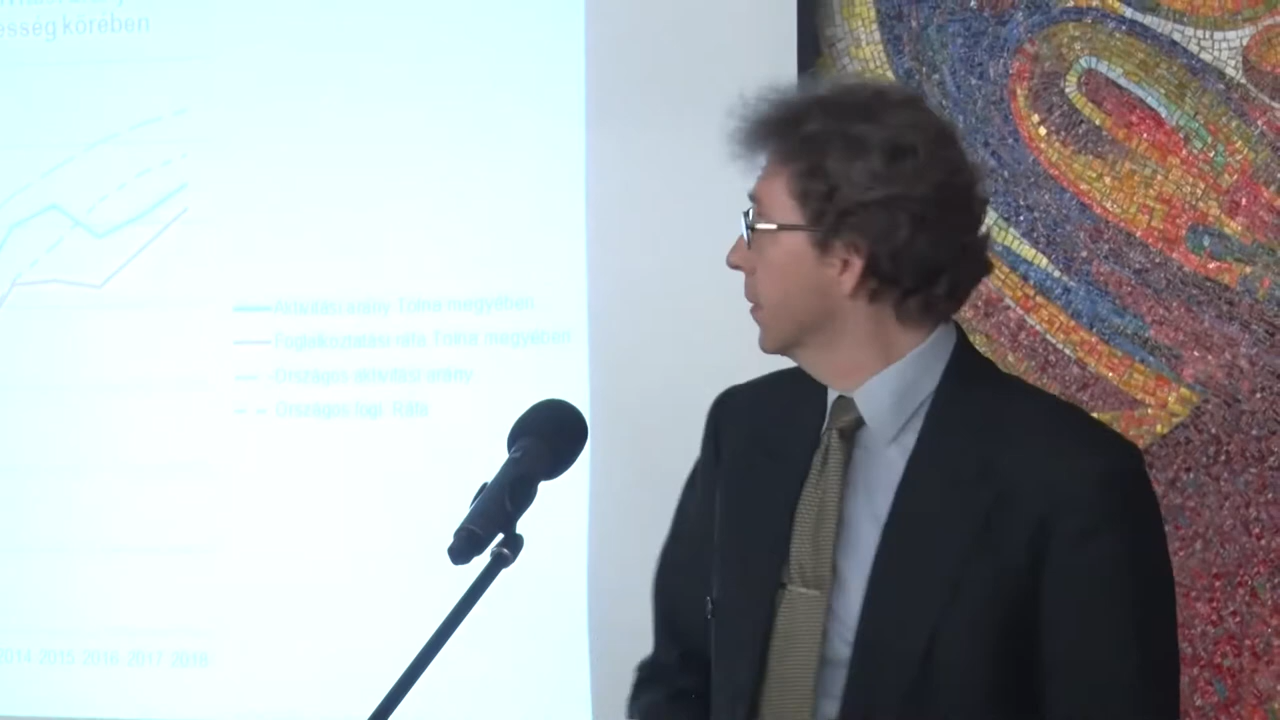 esség körében
Aktivitási arány Tolna megyében
Foglalkoztatási ráta Tolna megyében
Országos aktivitási arány
Országos fogl. Ráta
2014 2015 2016 2017 2018